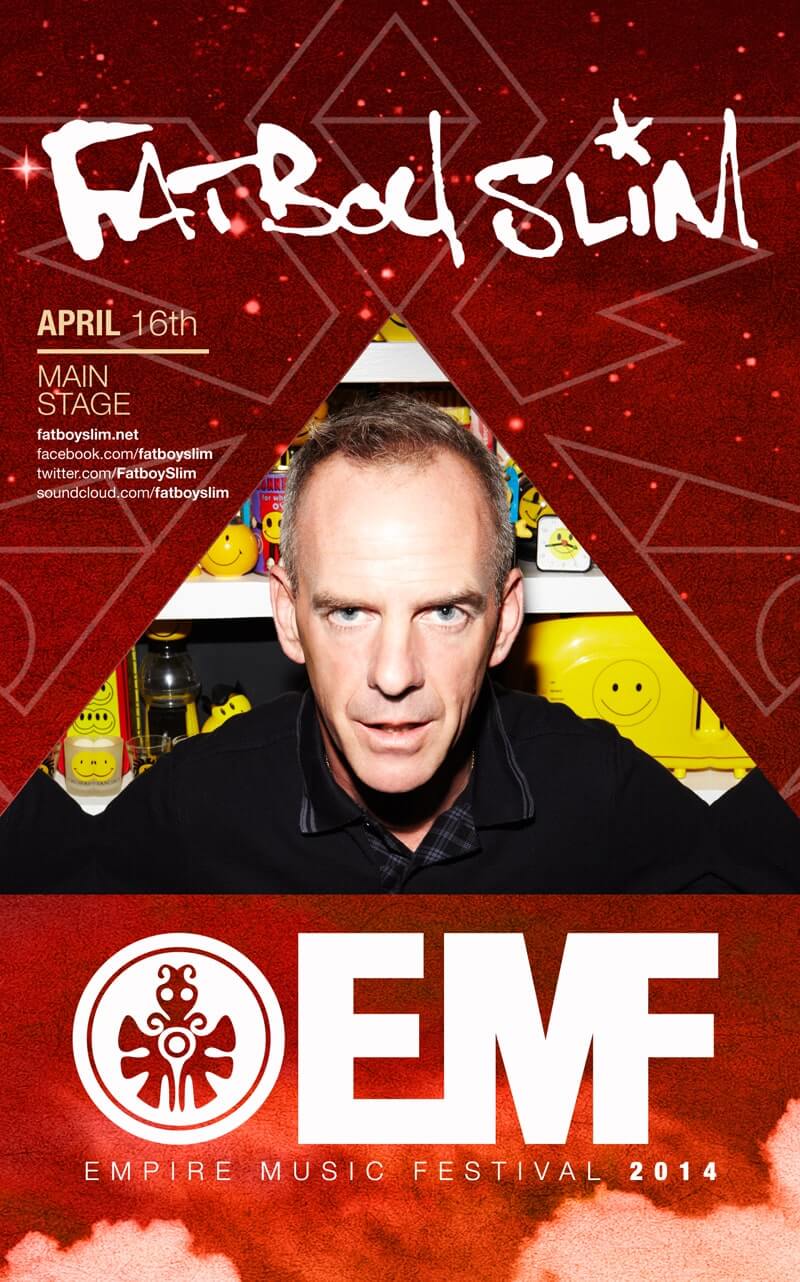 FATBOY SLIM
APRIL 16th
MAIN
STAGE
fatboyslim.net
facebook.com/fatboyslim
twitter.com/FatboySlim
soundcloud.com/fatboyslim
EMF
EMPIRE MUSIC FESTIVAL 2014